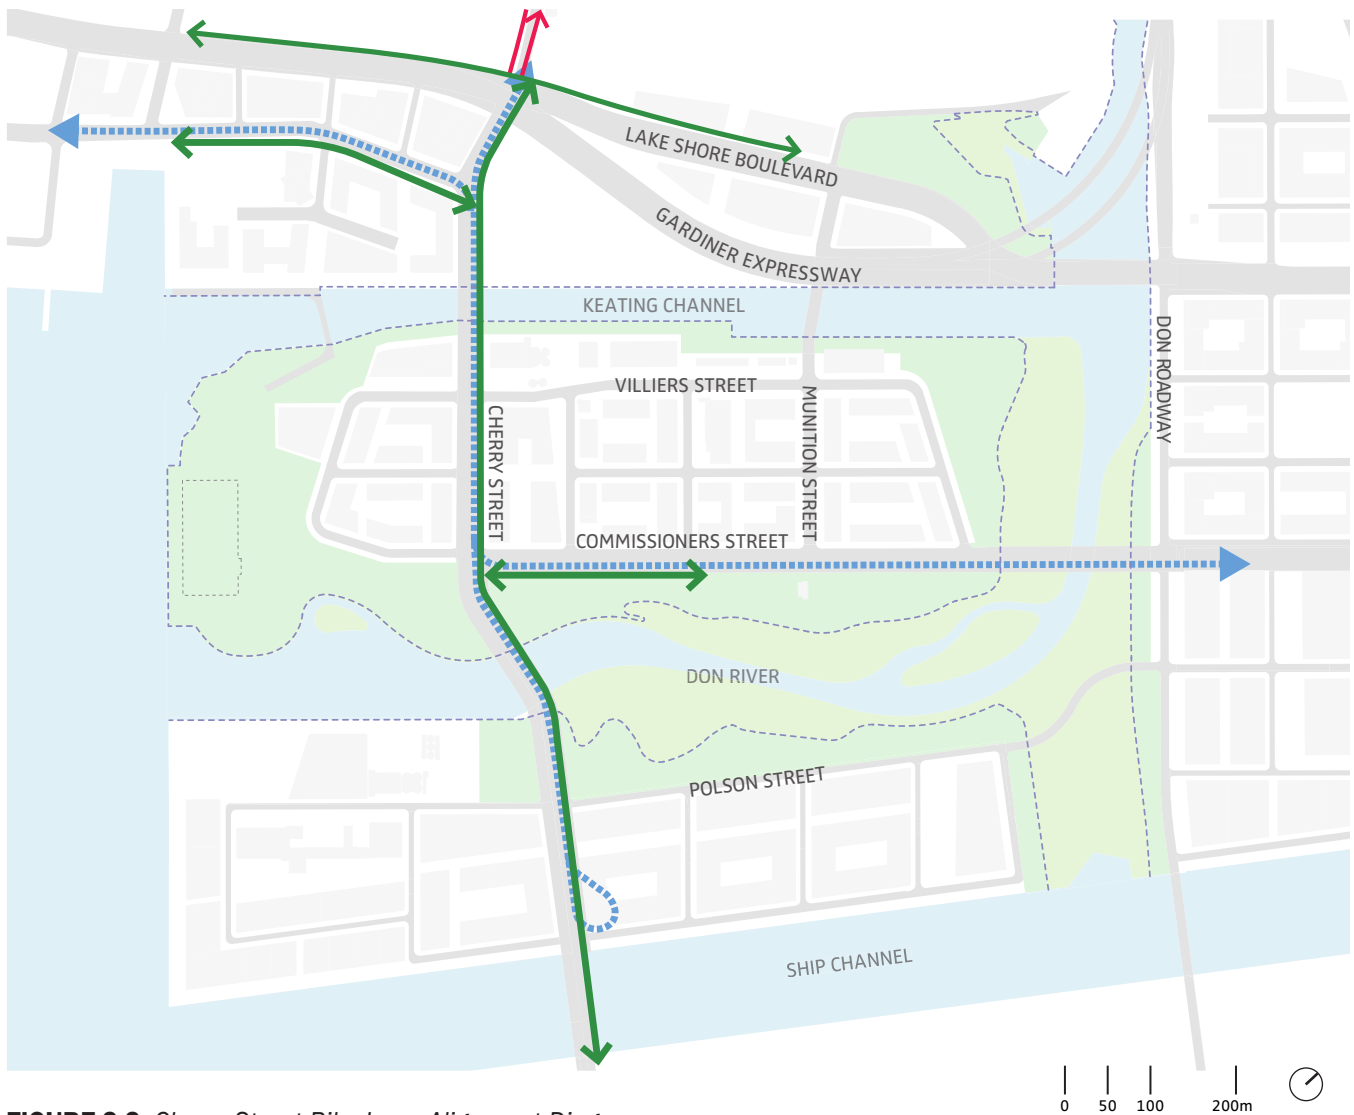 LAKE SHORE BOULEVARD
GARDINER EXPRESSWAY
KEATING CHANNEL
DON ROADWAY
VILLIERS STREET
MUNITION STREET
CHERRY STREET
COMMISSIONERS STREET
DON RIVER
POLSON STREET
SHIP CHANNEL
0 50 100 200m